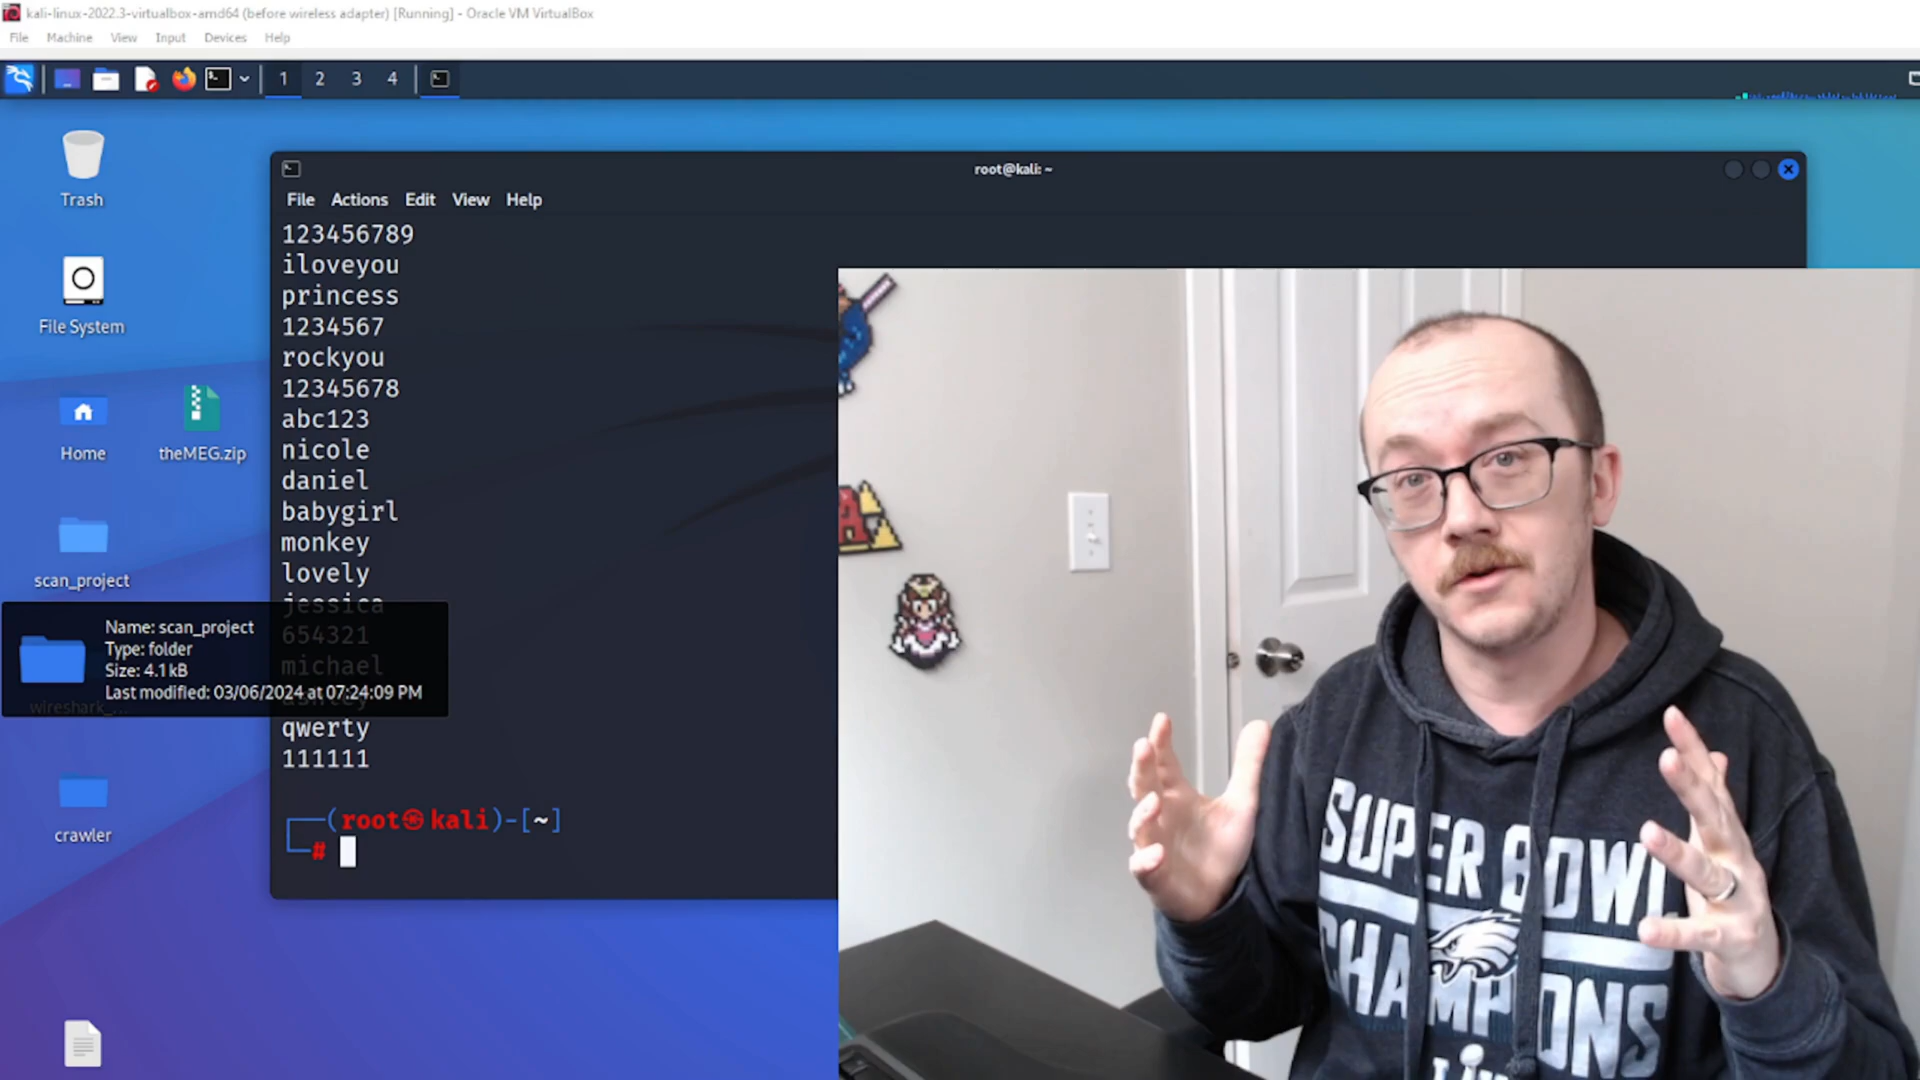 kali-linux-2022.3-virtualbox-amd64 (before wireless adapter) [Running] - Oracle VM VirtualBox
File Machine View Input Devices Help
1 2 3 4
Trash
File System
Home
theMEG.zip
scan_project
Name: scan_project
Type: folder
Size: 4.1 kB
Last modified: 03/06/2024 at 07:24:09 PM
wireshark_...
crawler
root@kali: ~
File Actions Edit View Help
123456789
iloveyou
princess
1234567
rockyou
12345678
abc123
nicole
daniel
babygirl
monkey
lovely
jessica
654321
michael
ashley
qwerty
111111
(root㉿kali)-[~]
#
SUPER BOWL
CHAMPIONS